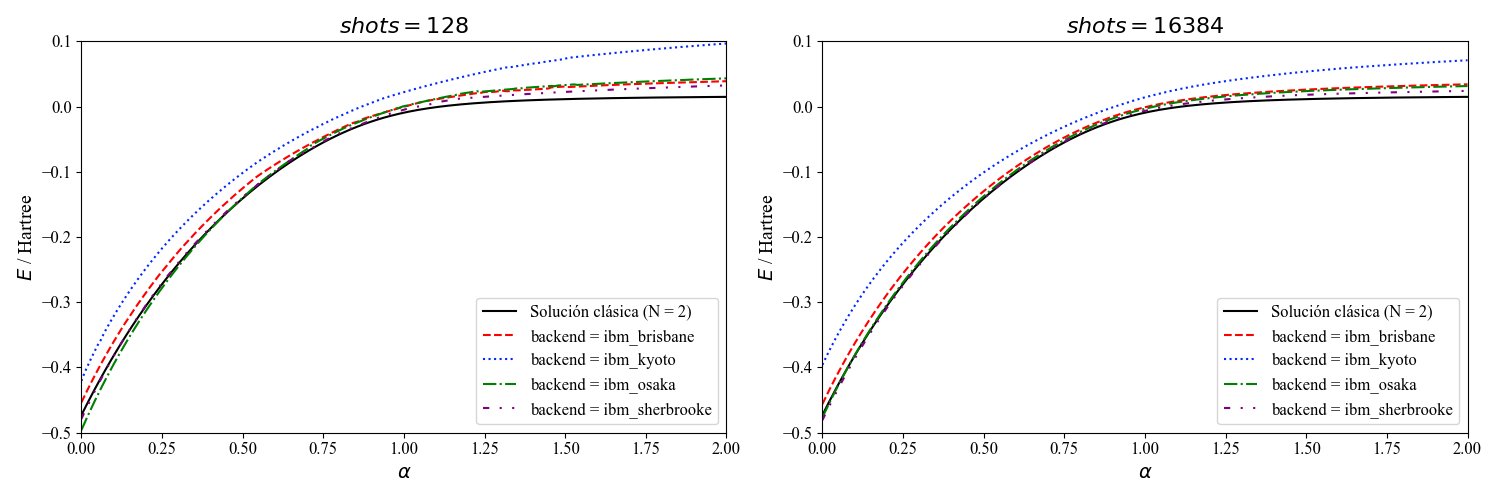 shots = 128
0.1
0.0
−0.1
−0.2
−0.3
−0.4
−0.5
E / Hartree
0.00 0.25 0.50 0.75 1.00 1.25 1.50 1.75 2.00
α
Solución clásica (N = 2)
backend = ibm_brisbane
backend = ibm_kyoto
backend = ibm_osaka
backend = ibm_sherbrooke
shots = 16384
0.1
0.0
−0.1
−0.2
−0.3
−0.4
−0.5
E / Hartree
0.00 0.25 0.50 0.75 1.00 1.25 1.50 1.75 2.00
α
Solución clásica (N = 2)
backend = ibm_brisbane
backend = ibm_kyoto
backend = ibm_osaka
backend = ibm_sherbrooke